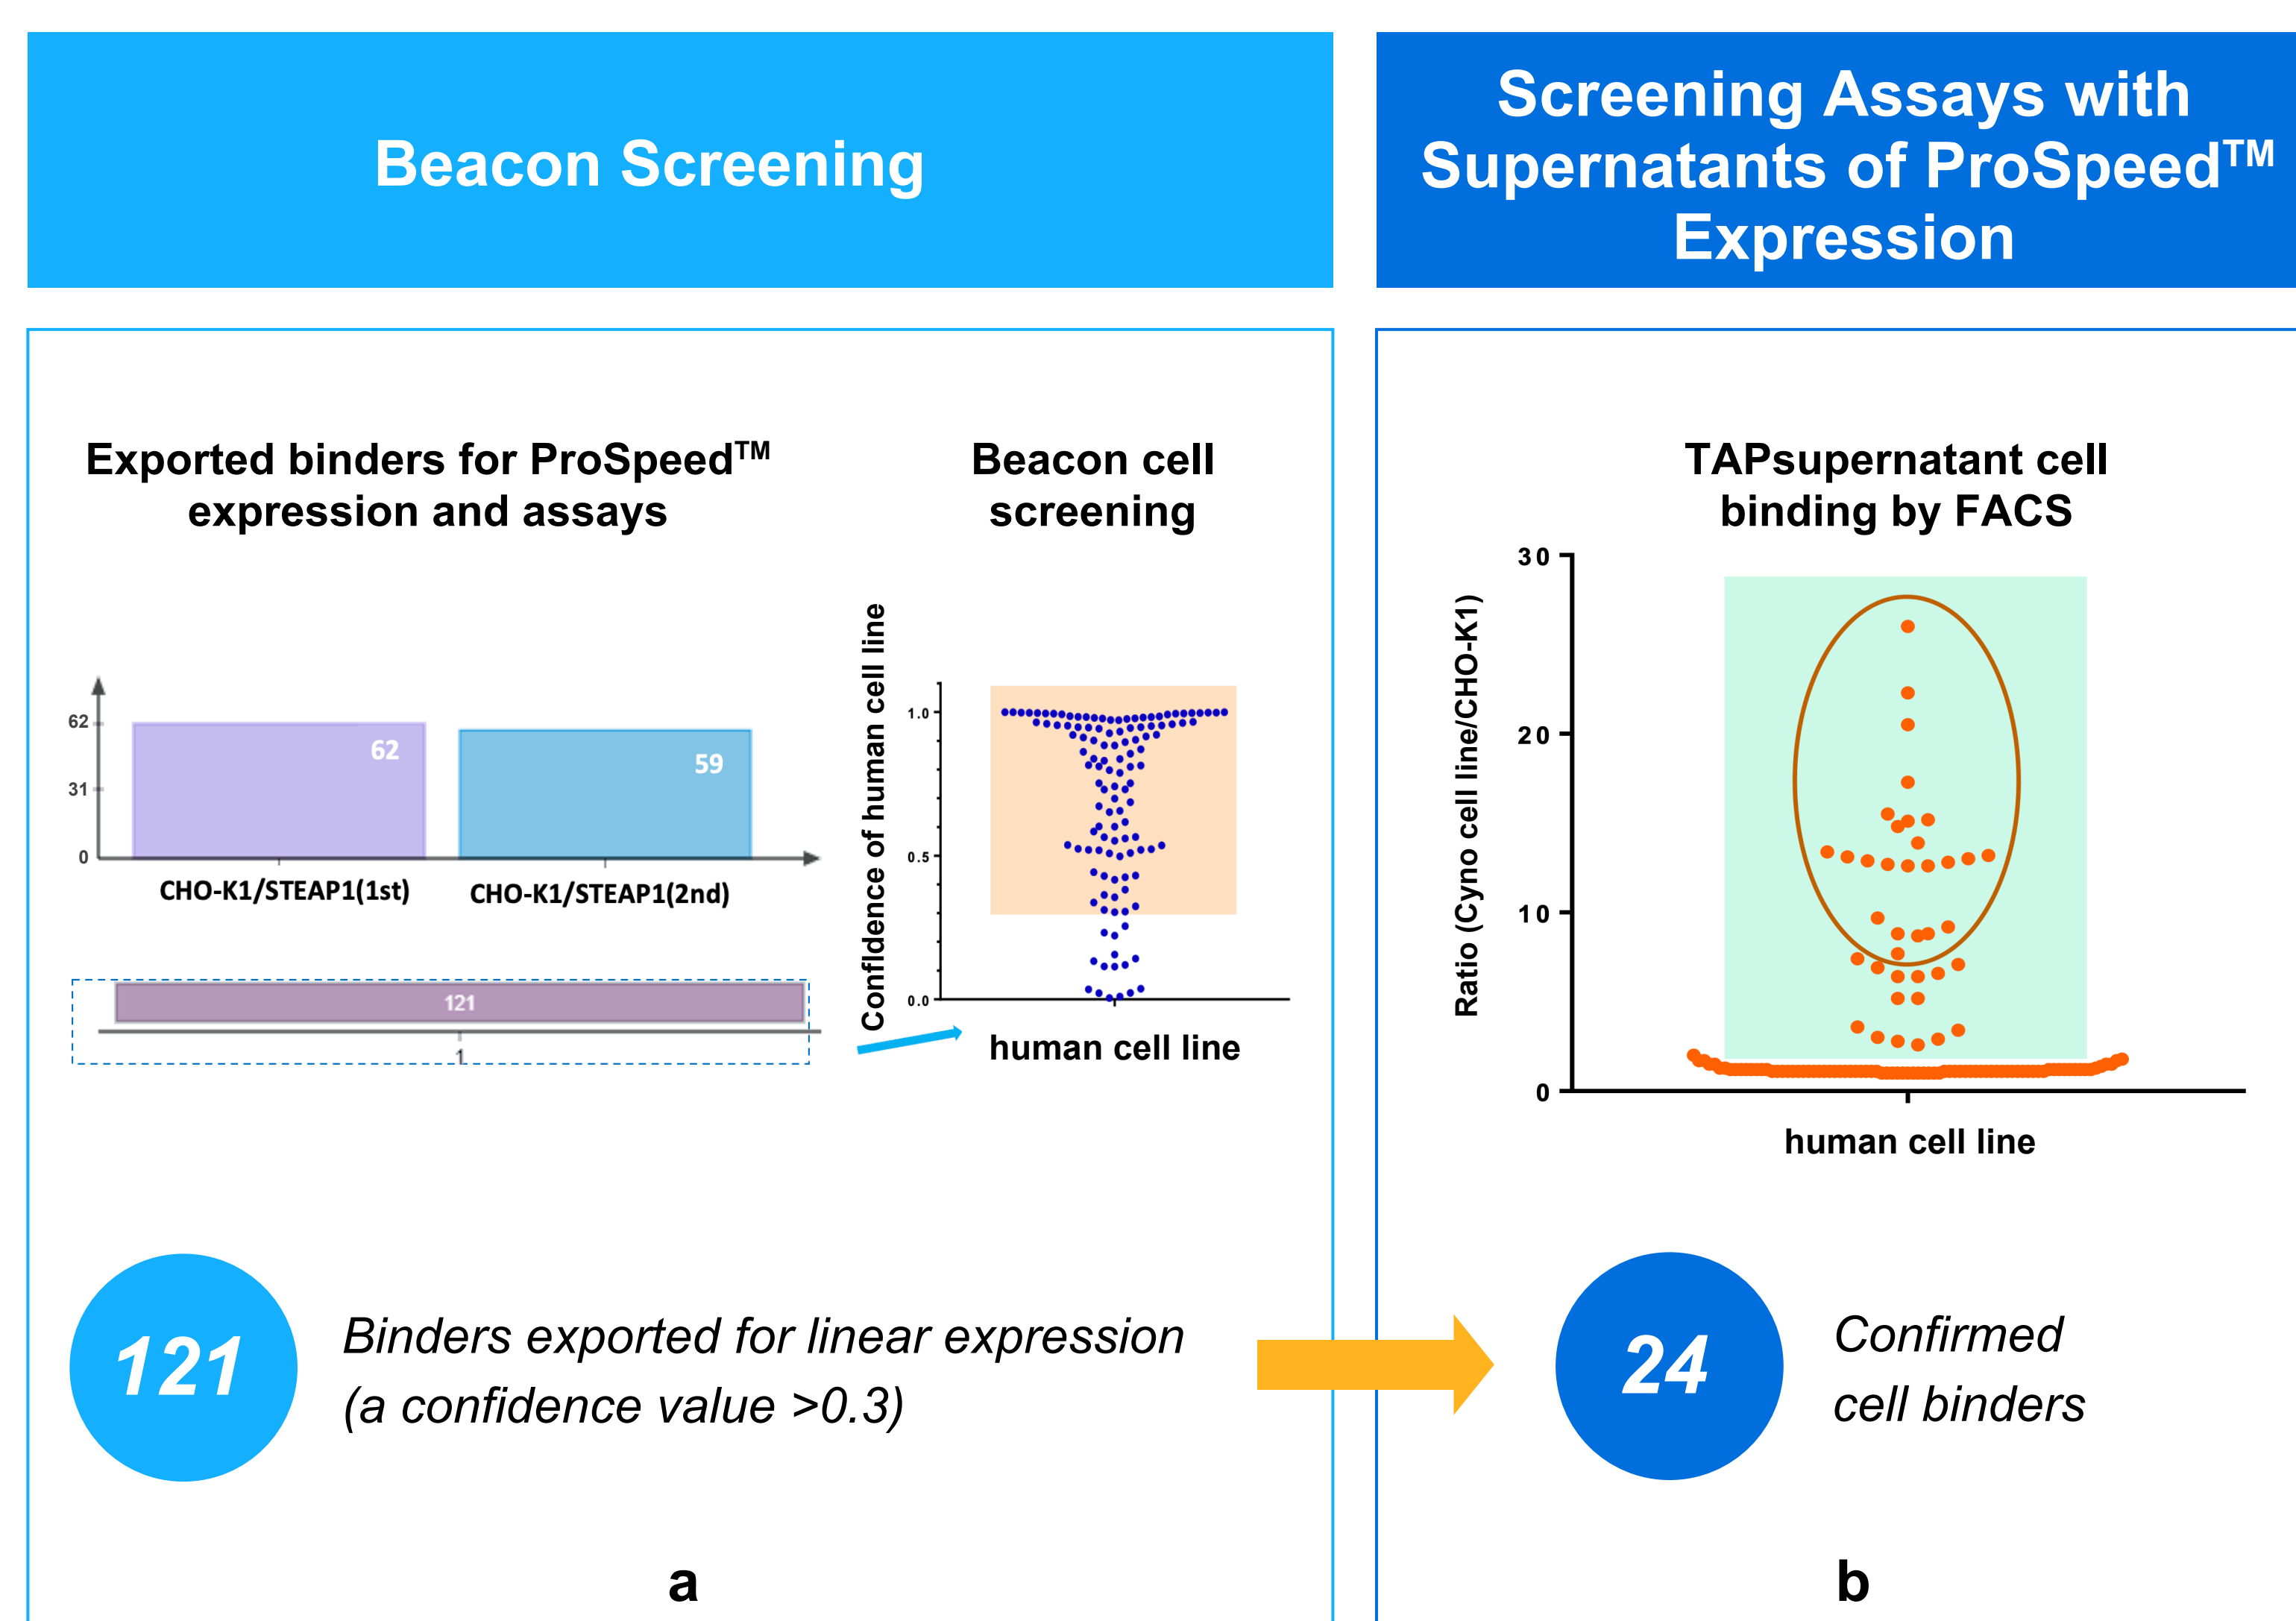 Beacon Screening
Screening Assays with
Supernatants of ProSpeed™
Expression
Exported binders for ProSpeed™
expression and assays
62
31
0
62
59
CHO-K1/STEAP1(1st)
CHO-K1/STEAP1(2nd)
121
1
Beacon cell
screening
Confidence of human cell line
1.0
0.5
0.0
human cell line
TAPsupernatant cell
binding by FACS
Ratio (Cyno cell line/CHO-K1)
30
20
10
0
human cell line
121
Binders exported for linear expression
(a confidence value >0.3)
24
Confirmed
cell binders
a
b